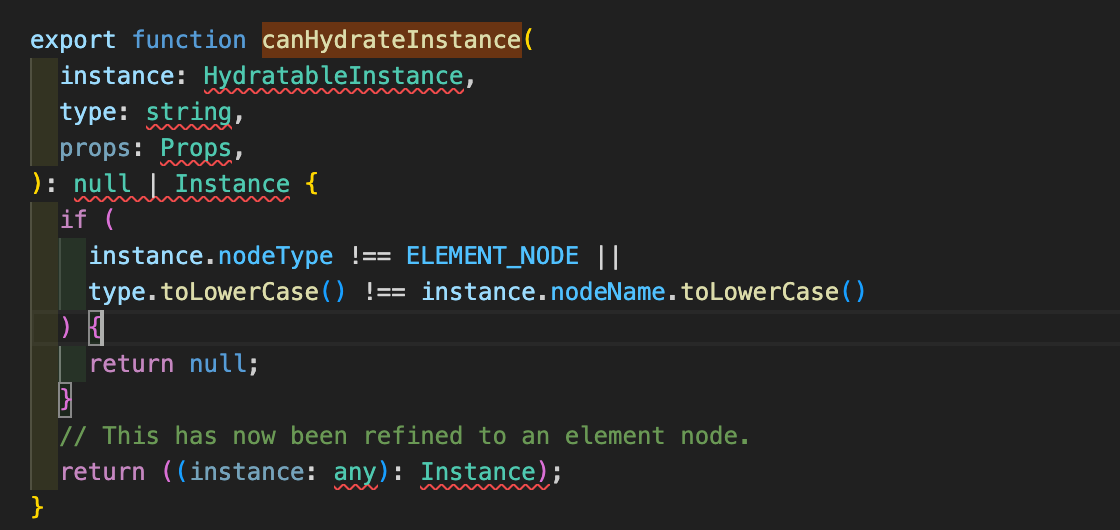 export function canHydrateInstance(
instance: HydratableInstance,
type: string,
props: Props,
): null | Instance {
if (
instance.nodeType !== ELEMENT_NODE ||
type.toLowerCase() !== instance.nodeName.toLowerCase()
) {
return null;
}
// This has now been refined to an element node.
return ((instance: any): Instance);
}